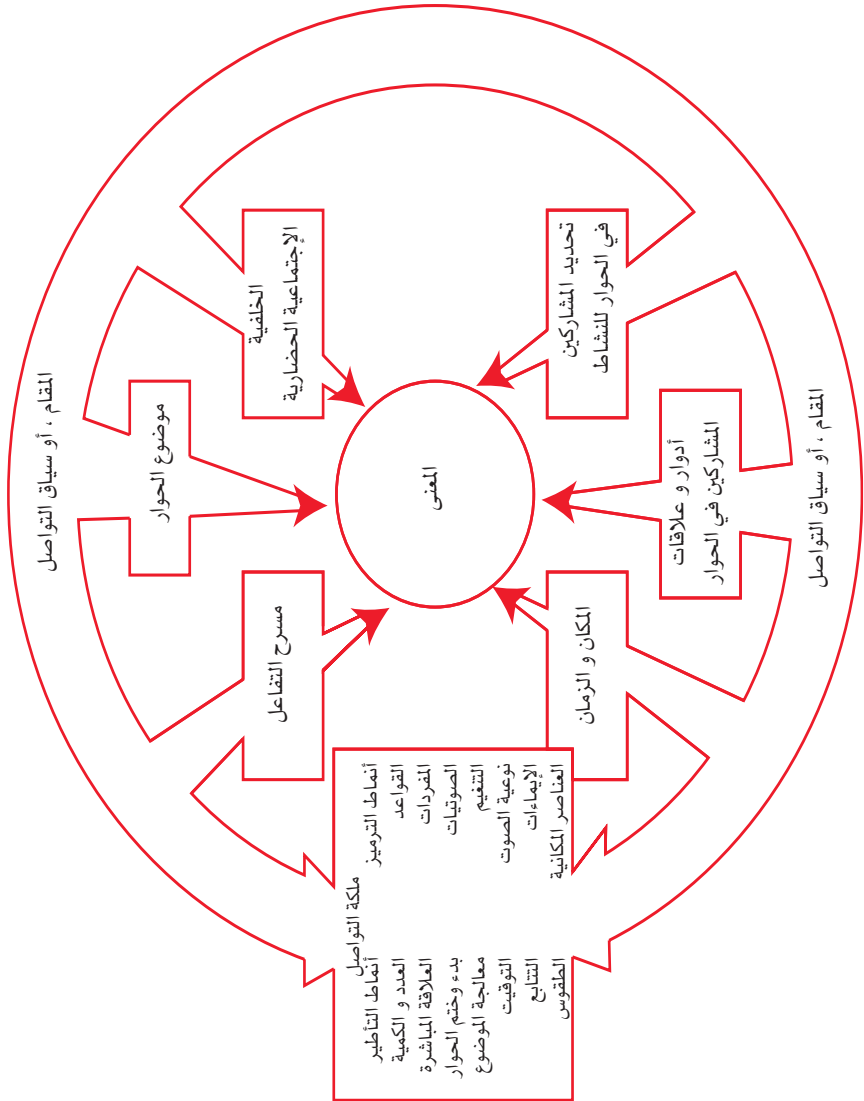 ملكة التواصل
أنماط الترميز
القواعد
المفردات
الصوتيات
التنغيم
نوعية الصوت
الإيماءات
العناصر المكانية
أنماط التأطير
العدد و الكمية
العلاقة المباشرة
بدء وختم الحوار
معالجة الموضوع
التوقيت
التتابع
الطقوس
المقام ، أو سياق التواصل
موضوع الحوار
الخلفية
الإجتماعية الحضارية
مسرح التفاعل
المعنى
تحديد المشاركين
في الحوار للنشاط
المكان و الزمان
أدوار و علاقات
المشاركين في الحوار
المقام ، أو سياق التواصل